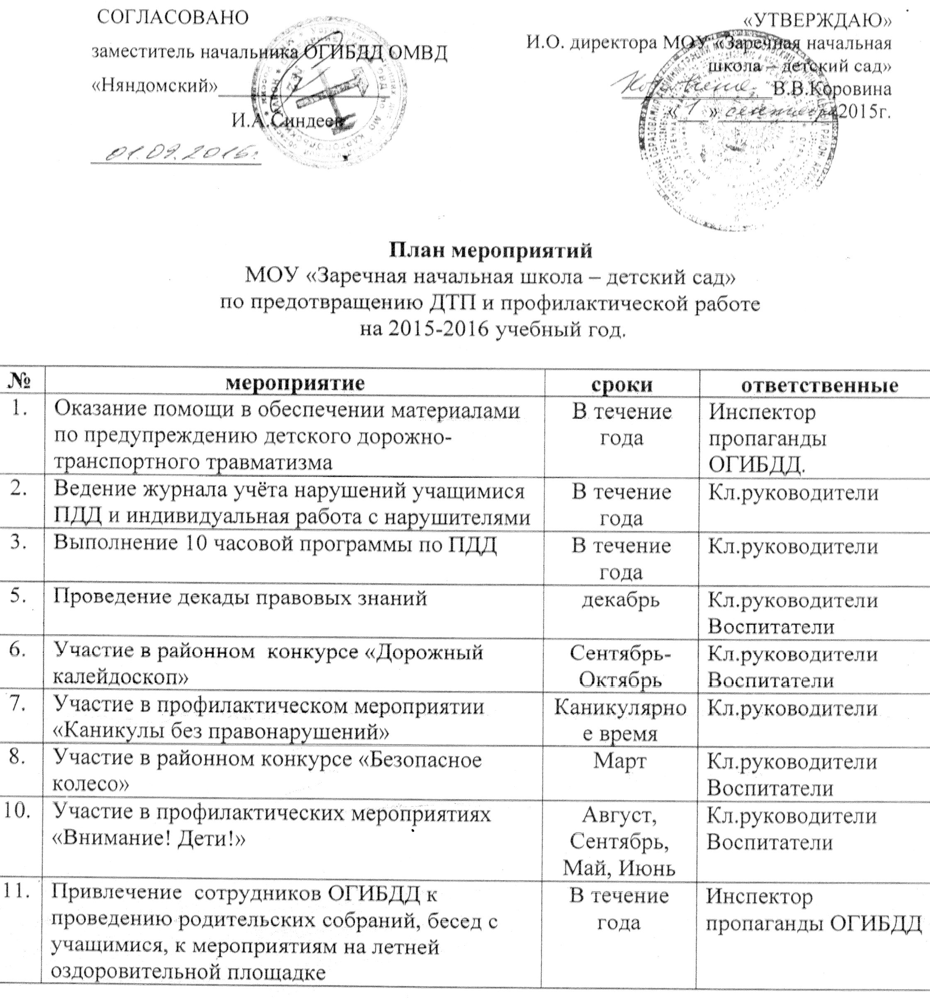 СОГЛАСОВАНО
заместитель начальника ОГИБДД ОМВД
«Няндомский»
И.А.Синдеев
01.09.2015г.
«УТВЕРЖДАЮ»
И.О. директора МОУ «Заречная начальная
школа – детский сад»
В.В.Коровина
« 1 » сентября 2015г.
План мероприятий
МОУ «Заречная начальная школа – детский сад»
по предотвращению ДТП и профилактической работе
на 2015-2016 учебный год.
№ мероприятие сроки ответственные
1. Оказание помощи в обеспечении материалами В течение Инспектор
по предупреждению детского дорожно- года пропаганды
транспортного травматизма ОГИБДД.
2. Ведение журнала учёта нарушений учащимися В течение Кл.руководители
ПДД и индивидуальная работа с нарушителями года
3. Выполнение 10 часовой программы по ПДД В течение Кл.руководители
года
5. Проведение декады правовых знаний декабрь Кл.руководители
Воспитатели
6. Участие в районном конкурсе «Дорожный Сентябрь- Кл.руководители
калейдоскоп» Октябрь Воспитатели
7. Участие в профилактическом мероприятии Каникулярно Кл.руководители
«Каникулы без правонарушений» е время
8. Участие в районном конкурсе «Безопасное Март Кл.руководители
колесо» Воспитатели
10. Участие в профилактических мероприятиях Август, Кл.руководители
«Внимание! Дети!» Сентябрь, Воспитатели
Май, Июнь
11. Привлечение сотрудников ОГИБДД к В течение Инспектор
проведению родительских собраний, бесед с года пропаганды ОГИБДД
учащимися, к мероприятиям на летней
оздоровительной площадке